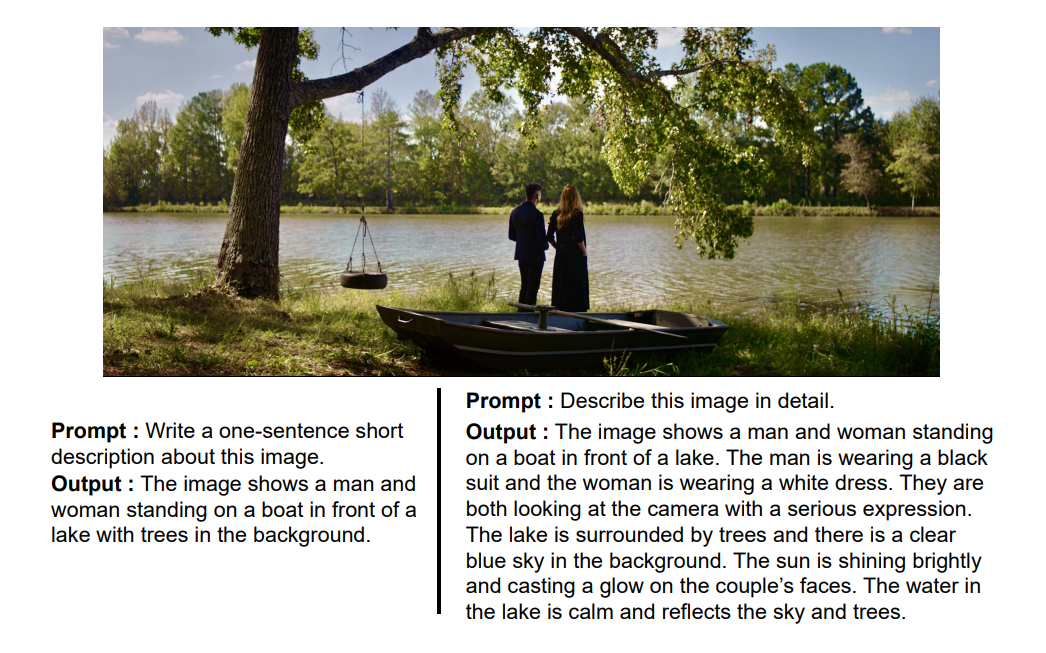 Prompt : Write a one-sentence short
description about this image.
Output : The image shows a man and
woman standing on a boat in front of a
lake with trees in the background.
Prompt : Describe this image in detail.
Output : The image shows a man and woman standing
on a boat in front of a lake. The man is wearing a black
suit and the woman is wearing a white dress. They are
both looking at the camera with a serious expression.
The lake is surrounded by trees and there is a clear
blue sky in the background. The sun is shining brightly
and casting a glow on the couple’s faces. The water in
the lake is calm and reflects the sky and trees.